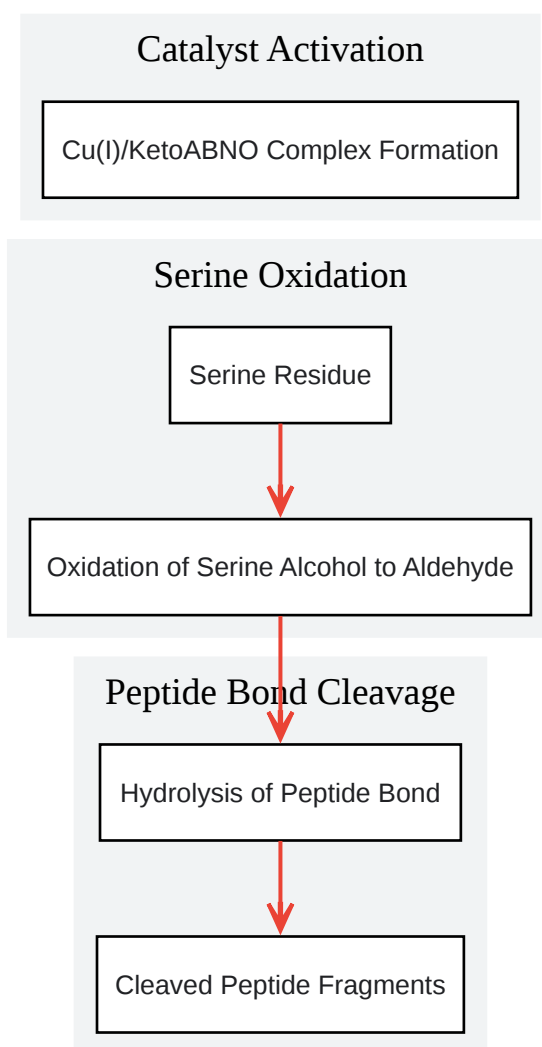 Catalyst Activation
Cu(I)/KetoABNO Complex Formation
Serine Oxidation
Serine Residue
Oxidation of Serine Alcohol to Aldehyde
Peptide Bond Cleavage
Hydrolysis of Peptide Bond
Cleaved Peptide Fragments